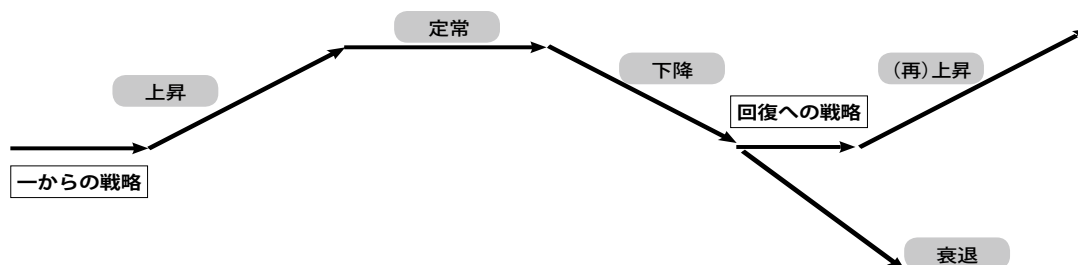 一からの戦略
上昇
定常
下降
回復への戦略
(再)上昇
衰退